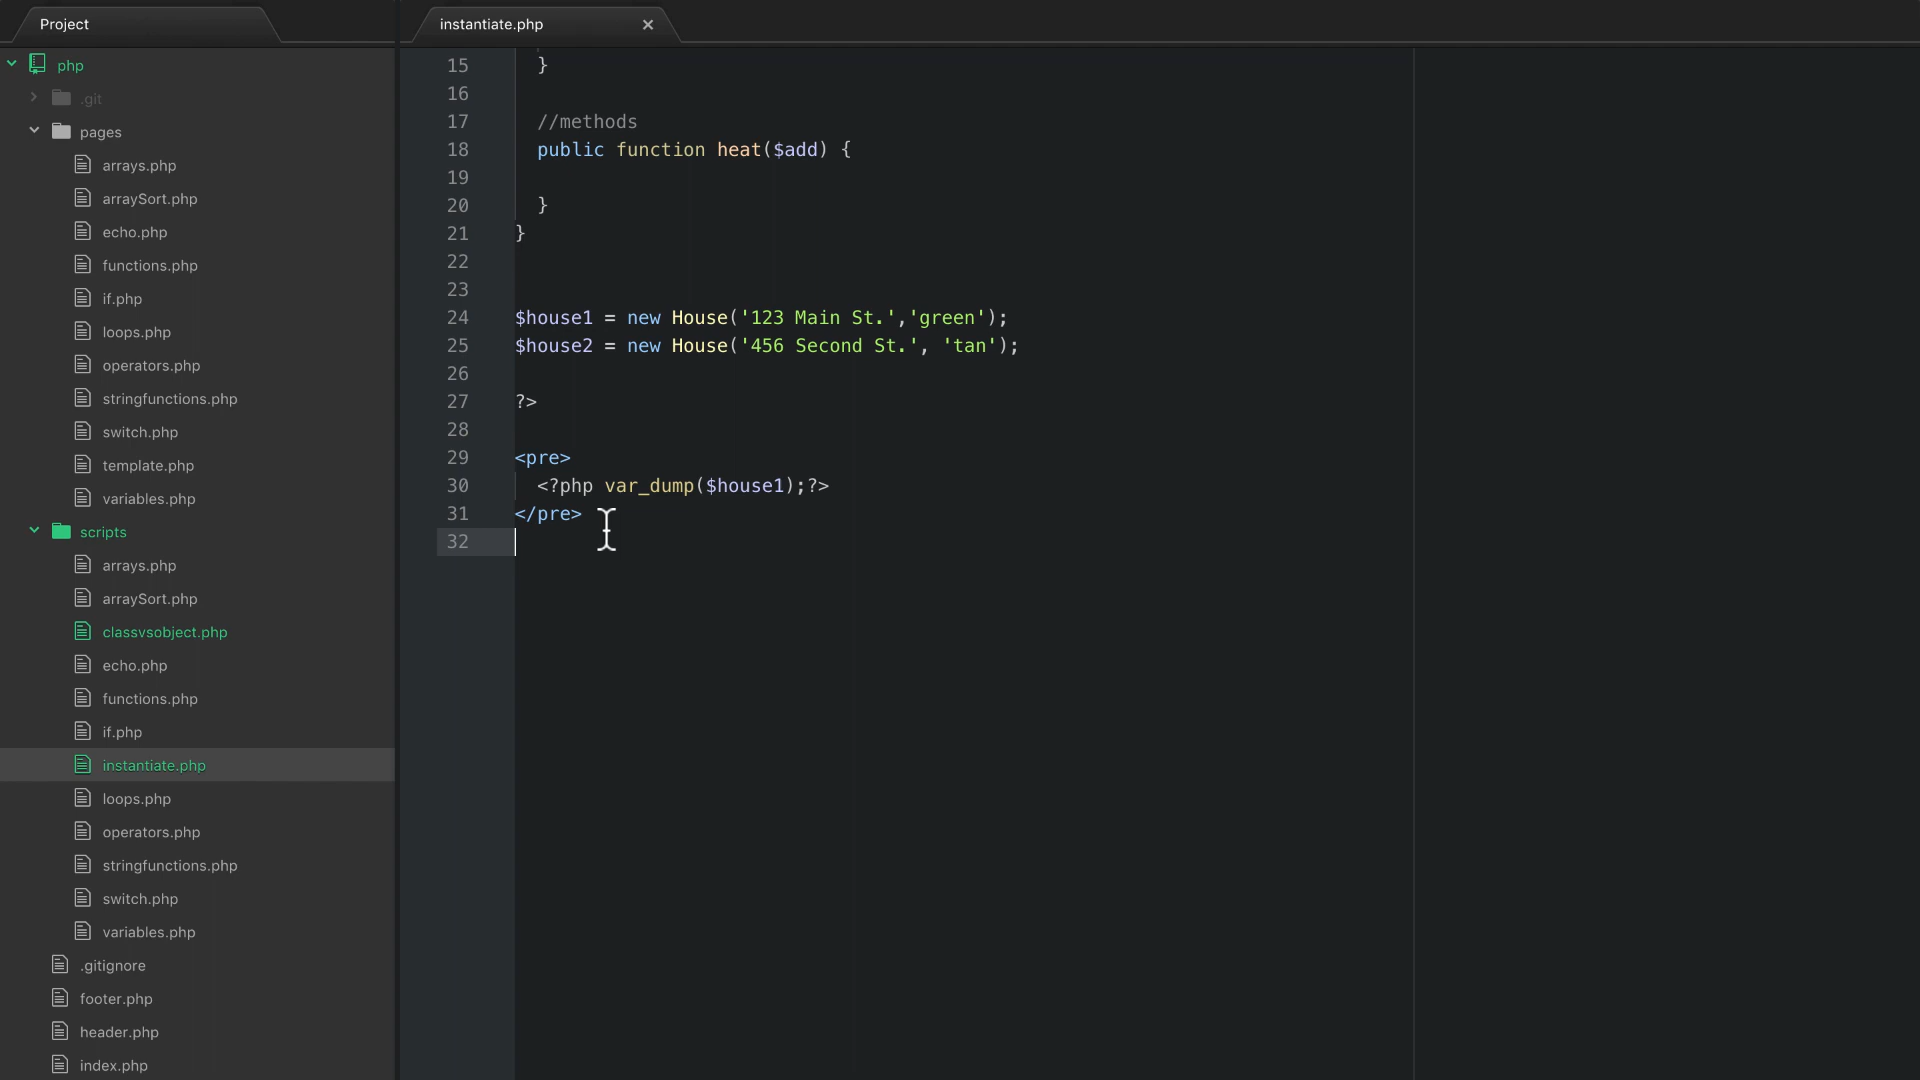 Project
php
.git
pages
arrays.php
arraySort.php
echo.php
functions.php
if.php
loops.php
operators.php
stringfunctions.php
switch.php
template.php
variables.php
scripts
arrays.php
arraySort.php
classvsobject.php
echo.php
functions.php
if.php
instantiate.php
loops.php
operators.php
stringfunctions.php
switch.php
variables.php
.gitignore
footer.php
header.php
index.php
instantiate.php
15   }
16
17   //methods
18   public function heat($add) {
19
20   }
21 }
22
23
24 $house1 = new House('123 Main St.','green');
25 $house2 = new House('456 Second St.', 'tan');
26
27 ?>
28
29 <pre>
30   <?php var_dump($house1);?>
31 </pre>
32